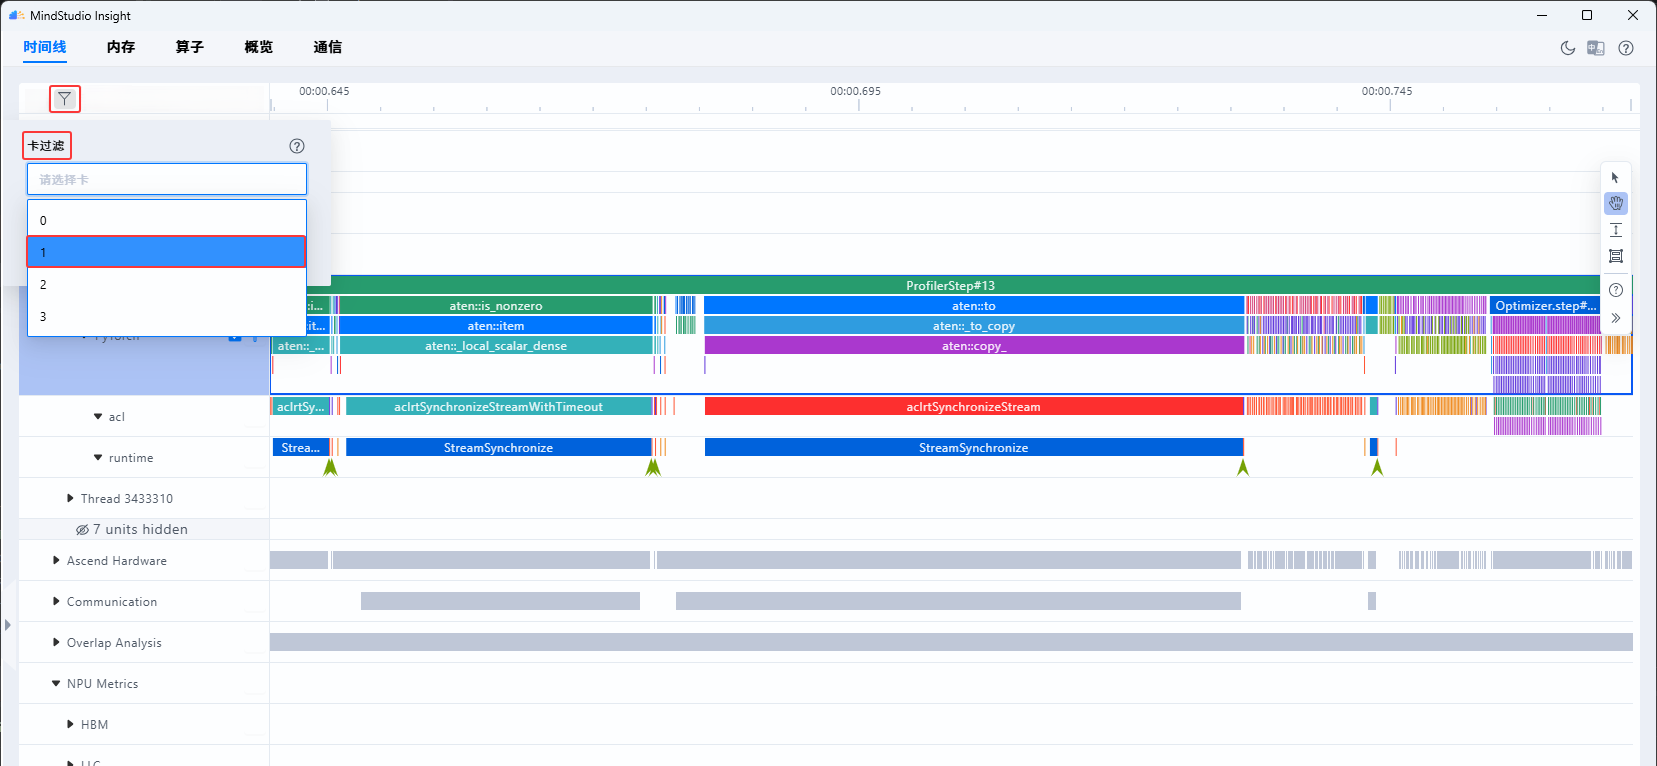 MindStudio Insight
时间线 内存 算子 概览 通信
00:00.645 00:00.695 00:00.745
卡过滤
请选择卡
0
1
2
3
ProfilerStep#13
aten::is_nonzero aten::to Optimizer.step#...
aten::item aten::_to_copy
aten::_... aten::_local_scalar_dense aten::copy_
acl aclrtSy... aclrtSynchronizeStreamWithTimeout aclrtSynchronizeStream
Strea... StreamSynchronize StreamSynchronize
runtime
Thread 3433310
7 units hidden
Ascend Hardware
Communication
Overlap Analysis
NPU Metrics
HBM